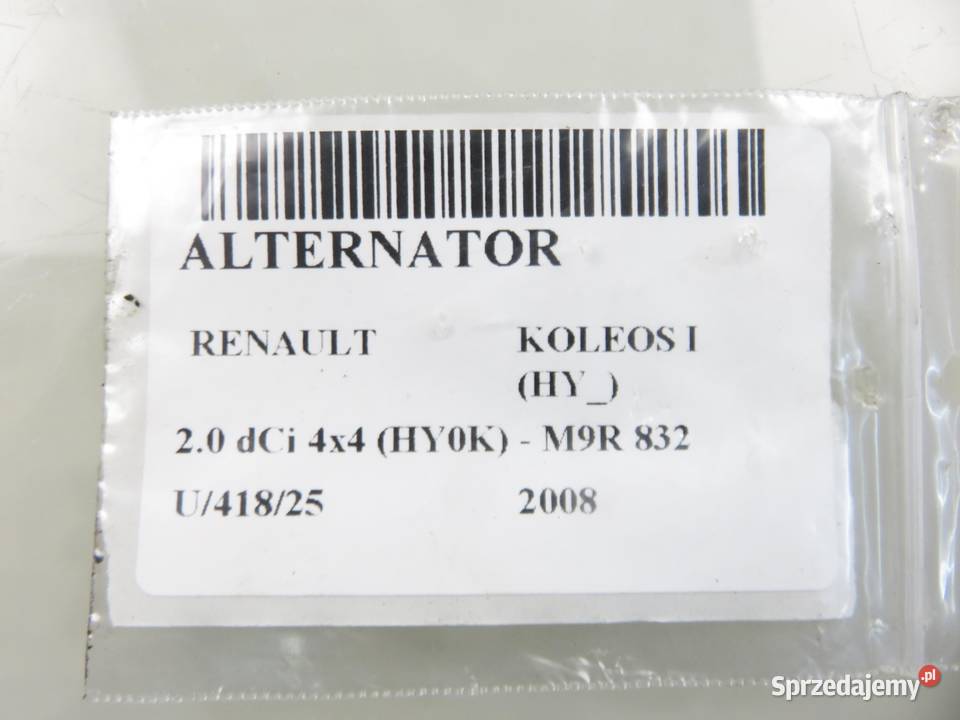 ALTERNATOR
RENAULT KOLEOS I
(HY_)
2.0 dCi 4x4 (HY0K) - M9R 832
U/418/25 2008
Sprzedajemy.pl